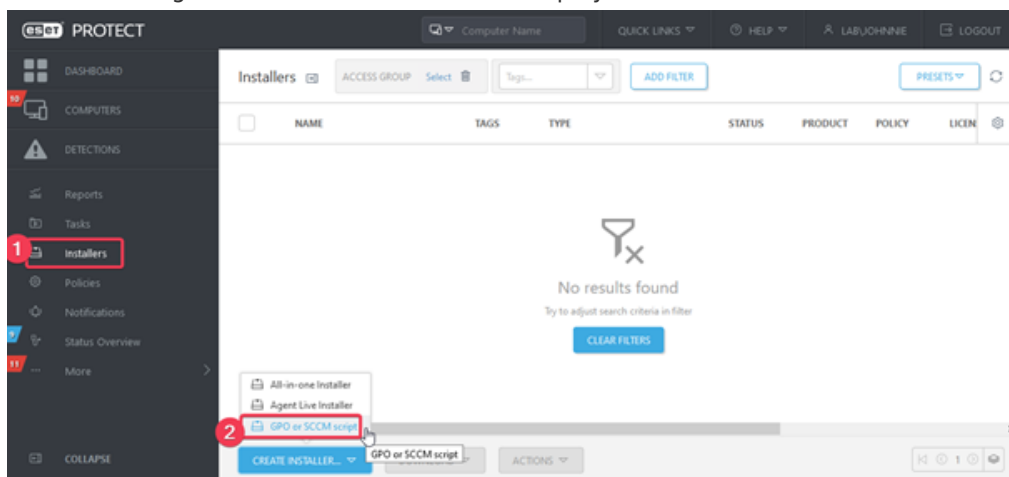 eseT PROTECT
Computer Name
QUICK LINKS
HELP
LAB\JOHNNIE
LOGOUT
DASHBOARD
Installers
ACCESS GROUP
Select
Tags...
ADD FILTER
PRESETS
COMPUTERS
NAME
TAGS
TYPE
STATUS
PRODUCT
POLICY
LICEN
DETECTIONS
Reports
Tasks
1
Installers
Policies
Notifications
Status Overview
11
More
No results found
Try to adjust search criteria in filter
CLEAR FILTERS
All-in-one Installer
Agent Live Installer
2
GPO or SCCM script
GPO or SCCM script
COLLAPSE
CREATE INSTALLER...
ACTIONS
1